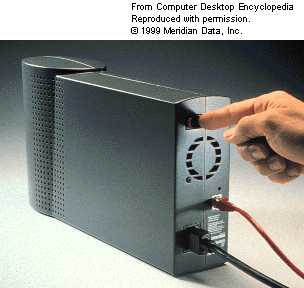 From Computer Desktop Encyclopedia
Reproduced with permission.
© 1999 Meridian Data, Inc.